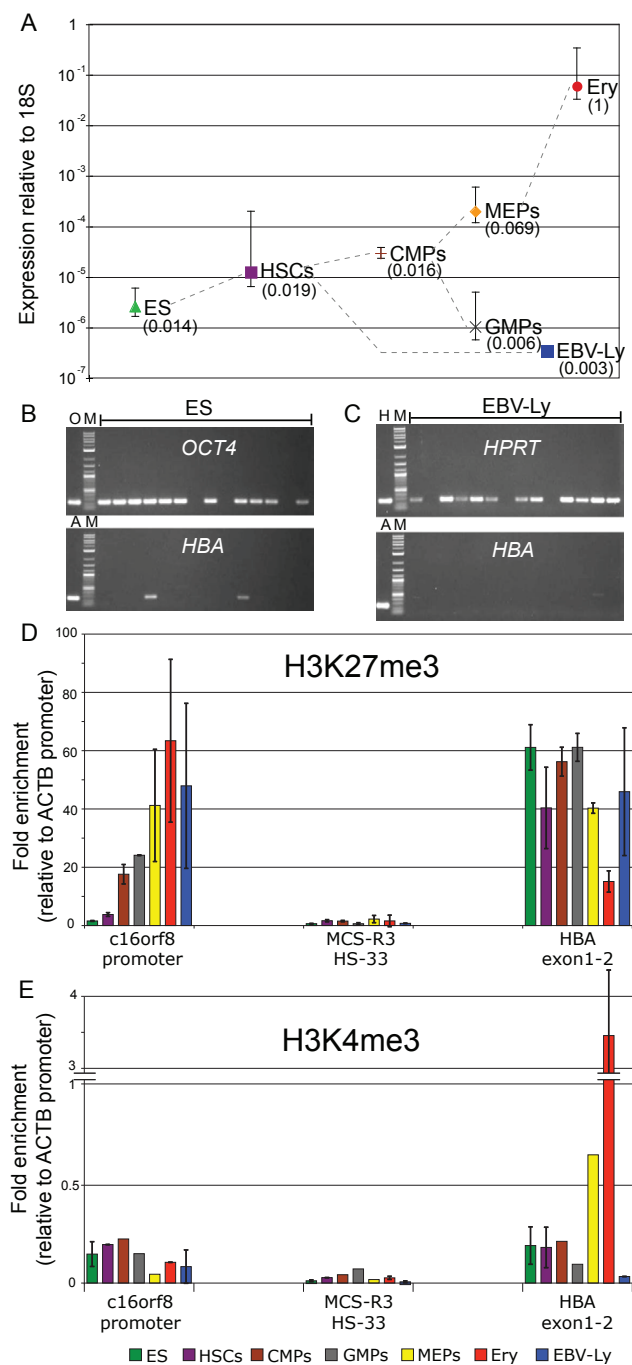 A
Expression relative to 18S
1
10-1
10-2
10-3
10-4
10-5
10-6
10-7
Ery
(1)
MEPs
(0.069)
CMPs
(0.016)
HSCs
(0.019)
ES
(0.014)
GMPs
(0.006)
EBV-Ly
(0.003)
B
ES
O M
OCT4
A M
HBA
C
EBV-Ly
H M
HPRT
A M
HBA
D
H3K27me3
Fold enrichment
(relative to ACTB promoter)
100
80
60
40
20
0
c16orf8
promoter
MCS-R3
HS-33
HBA
exon1-2
E
H3K4me3
Fold enrichment
(relative to ACTB promoter)
4
3
1
0.5
0
c16orf8
promoter
MCS-R3
HS-33
HBA
exon1-2
ES HSCs CMPs GMPs MEPs Ery EBV-Ly